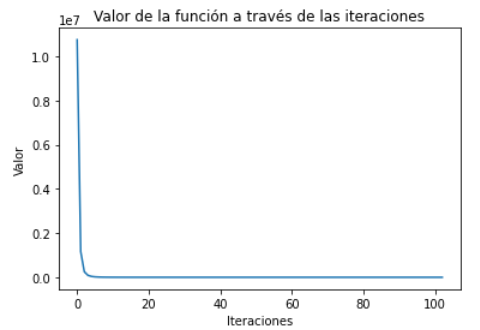 Valor de la función a través de las iteraciones
1e7
1.0
0.8
0.6
0.4
0.2
0.0
Valor
0 20 40 60 80 100
Iteraciones